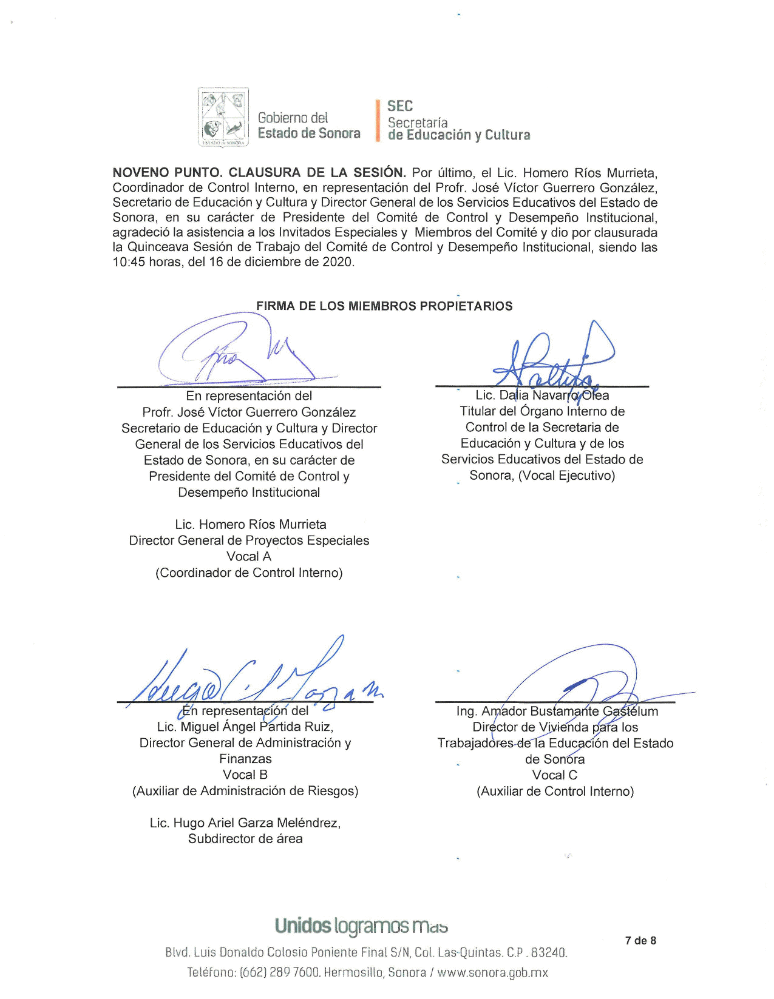 Gobierno del
Estado de Sonora
ESTADO DE SONORA
SEC
Secretaría
de Educación y Cultura
NOVENO PUNTO. CLAUSURA DE LA SESIÓN. Por último, el Lic. Homero Ríos Murrieta,
Coordinador de Control Interno, en representación del Profr. José Víctor Guerrero González,
Secretario de Educación y Cultura y Director General de los Servicios Educativos del Estado de
Sonora, en su carácter de Presidente del Comité de Control y Desempeño Institucional,
agradeció la asistencia a los Invitados Especiales y Miembros del Comité y dio por clausurada
la Quinceava Sesión de Trabajo del Comité de Control y Desempeño Institucional, siendo las
10:45 horas, del 16 de diciembre de 2020.
FIRMA DE LOS MIEMBROS PROPIETARIOS
En representación del
Profr. José Víctor Guerrero González
Secretario de Educación y Cultura y Director
General de los Servicios Educativos del
Estado de Sonora, en su carácter de
Presidente del Comité de Control y
Desempeño Institucional
Lic. Homero Ríos Murrieta
Director General de Proyectos Especiales
Vocal A
(Coordinador de Control Interno)
Lic. Dalia Navarro Olea
Titular del Órgano Interno de
Control de la Secretaria de
Educación y Cultura y de los
Servicios Educativos del Estado de
Sonora, (Vocal Ejecutivo)
En representación del
Lic. Miguel Ángel Partida Ruiz,
Director General de Administración y
Finanzas
Vocal B
(Auxiliar de Administración de Riesgos)
Lic. Hugo Ariel Garza Meléndrez,
Subdirector de área
Ing. Amador Bustamante Gastélum
Director de Vivienda para los
Trabajadores de la Educación del Estado
de Sonora
Vocal C
(Auxiliar de Control Interno)
Unidos logramos más
7 de 8
Blvd. Luis Donaldo Colosio Poniente Final S/N, Col. Las Quintas. C.P. 83240.
Teléfono: (662) 289 7600. Hermosillo, Sonora / www.sonora.gob.mx